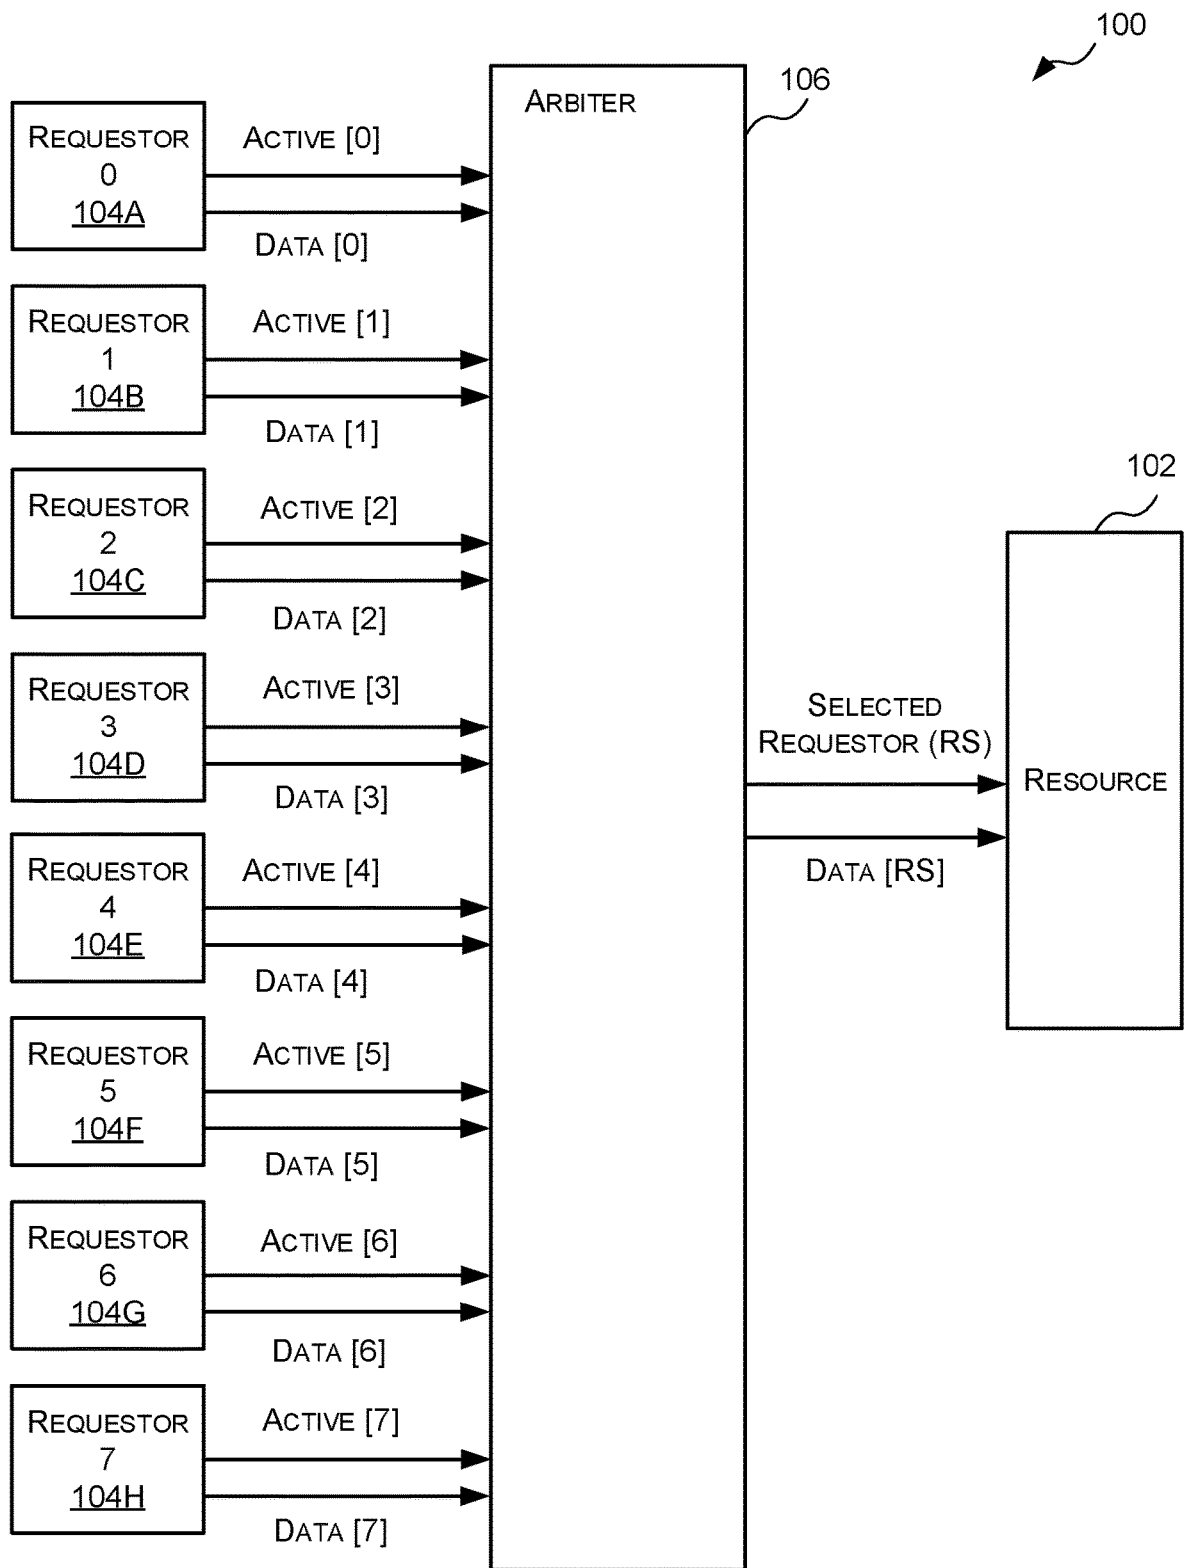 100
106
ARBITER
REQUESTOR
0
104A
ACTIVE [0]
DATA [0]
REQUESTOR
1
104B
ACTIVE [1]
DATA [1]
REQUESTOR
2
104C
ACTIVE [2]
DATA [2]
REQUESTOR
3
104D
ACTIVE [3]
DATA [3]
REQUESTOR
4
104E
ACTIVE [4]
DATA [4]
REQUESTOR
5
104F
ACTIVE [5]
DATA [5]
REQUESTOR
6
104G
ACTIVE [6]
DATA [6]
REQUESTOR
7
104H
ACTIVE [7]
DATA [7]
SELECTED
REQUESTOR (RS)
DATA [RS]
102
RESOURCE